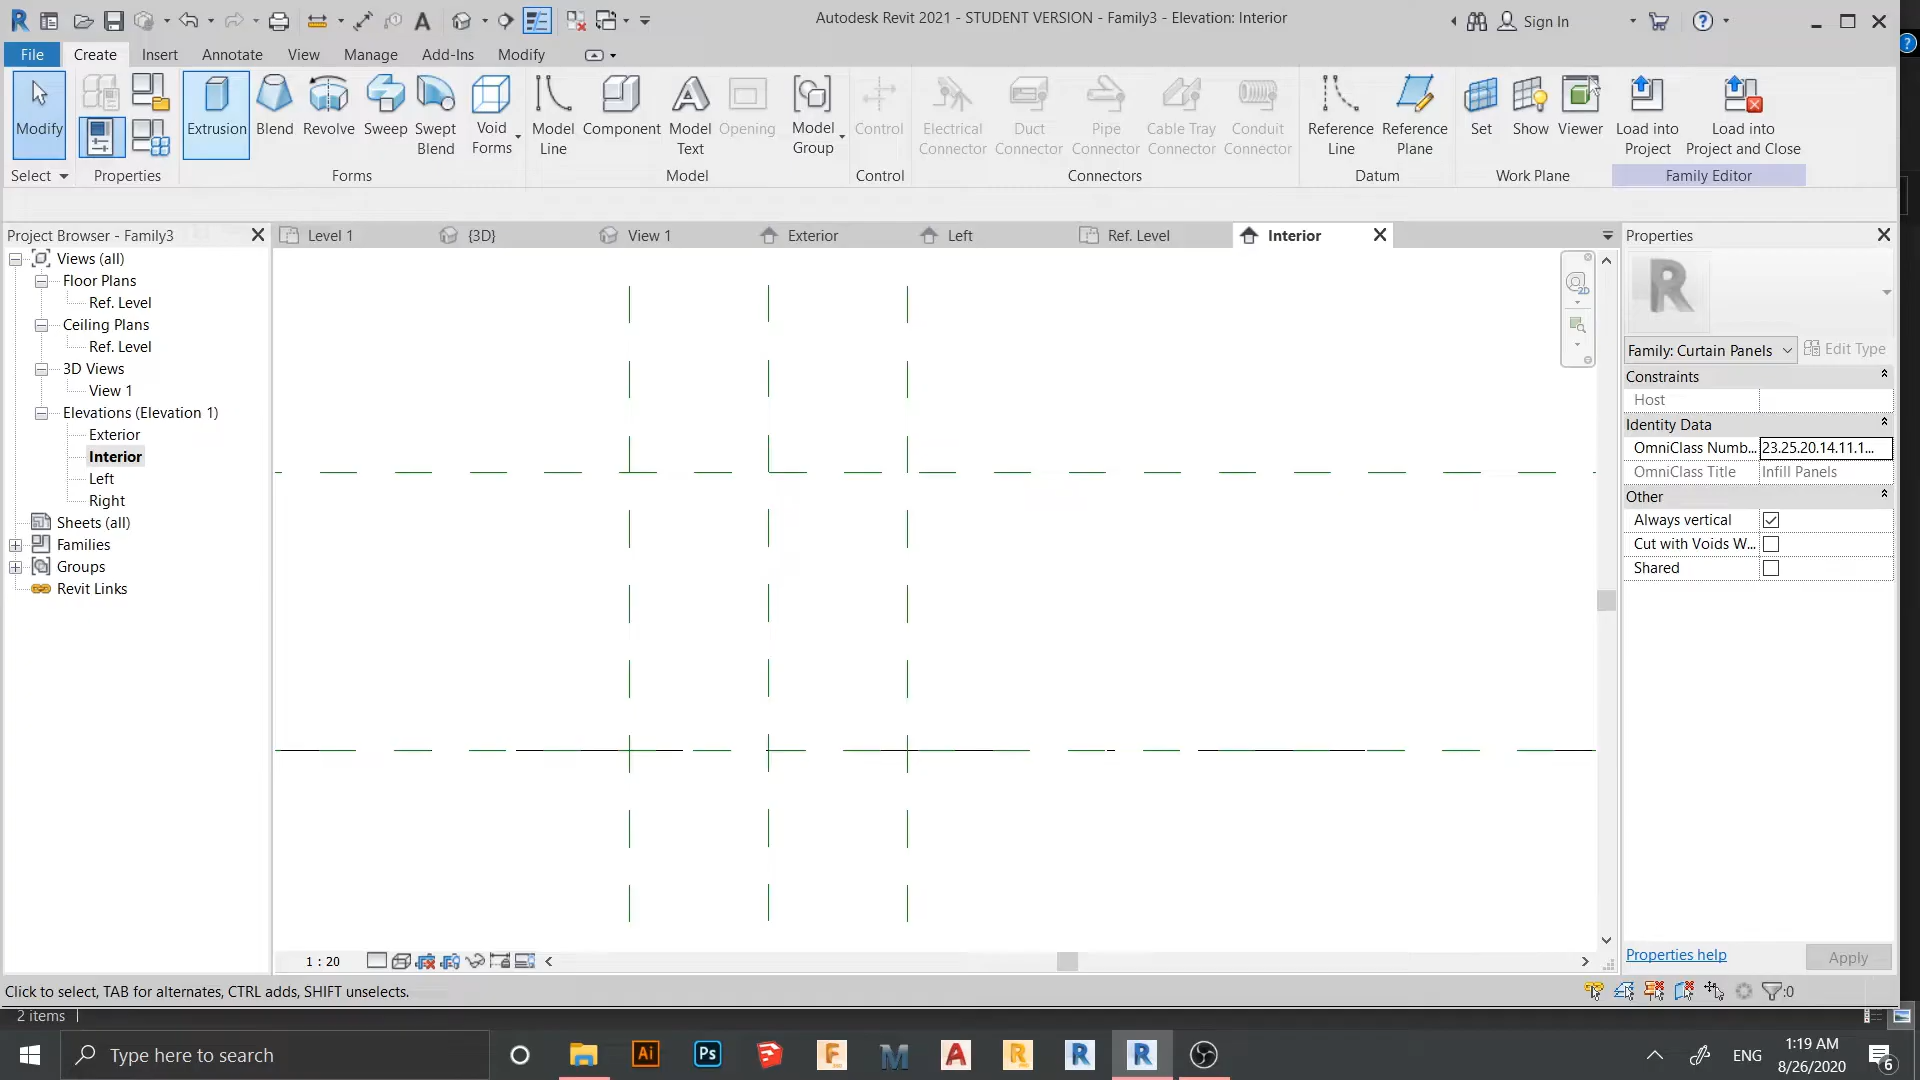 Autodesk Revit 2021 - STUDENT VERSION - Family3 - Elevation: Interior
Sign In
File Create Insert Annotate View Manage Add-Ins Modify
Modify
Extrusion Blend Revolve Sweep Swept Blend Void Forms
Model Line Component Model Text Opening Model Group
Control
Electrical Connector Duct Connector Pipe Connector Cable Tray Connector Conduit Connector
Reference Line Reference Plane
Set Show Viewer
Load into Project Load into Project and Close
Select Properties Forms Model Control Connectors Datum Work Plane Family Editor
Project Browser - Family3
Level 1 {3D} View 1 Exterior Left Ref. Level Interior
Properties
Views (all)
Floor Plans
Ref. Level
Ceiling Plans
Ref. Level
3D Views
View 1
Elevations (Elevation 1)
Exterior
Interior
Left
Right
Sheets (all)
Families
Groups
Revit Links
2D
Family: Curtain Panels Edit Type
Constraints
Host
Identity Data
OmniClass Numb... 23.25.20.14.11.1...
OmniClass Title Infill Panels
Other
Always vertical
Cut with Voids W...
Shared
Properties help Apply
1 : 20
Click to select, TAB for alternates, CTRL adds, SHIFT unselects.
:0
2 items
Type here to search
Ai
Ps
ENG
1:19 AM
8/26/2020
6